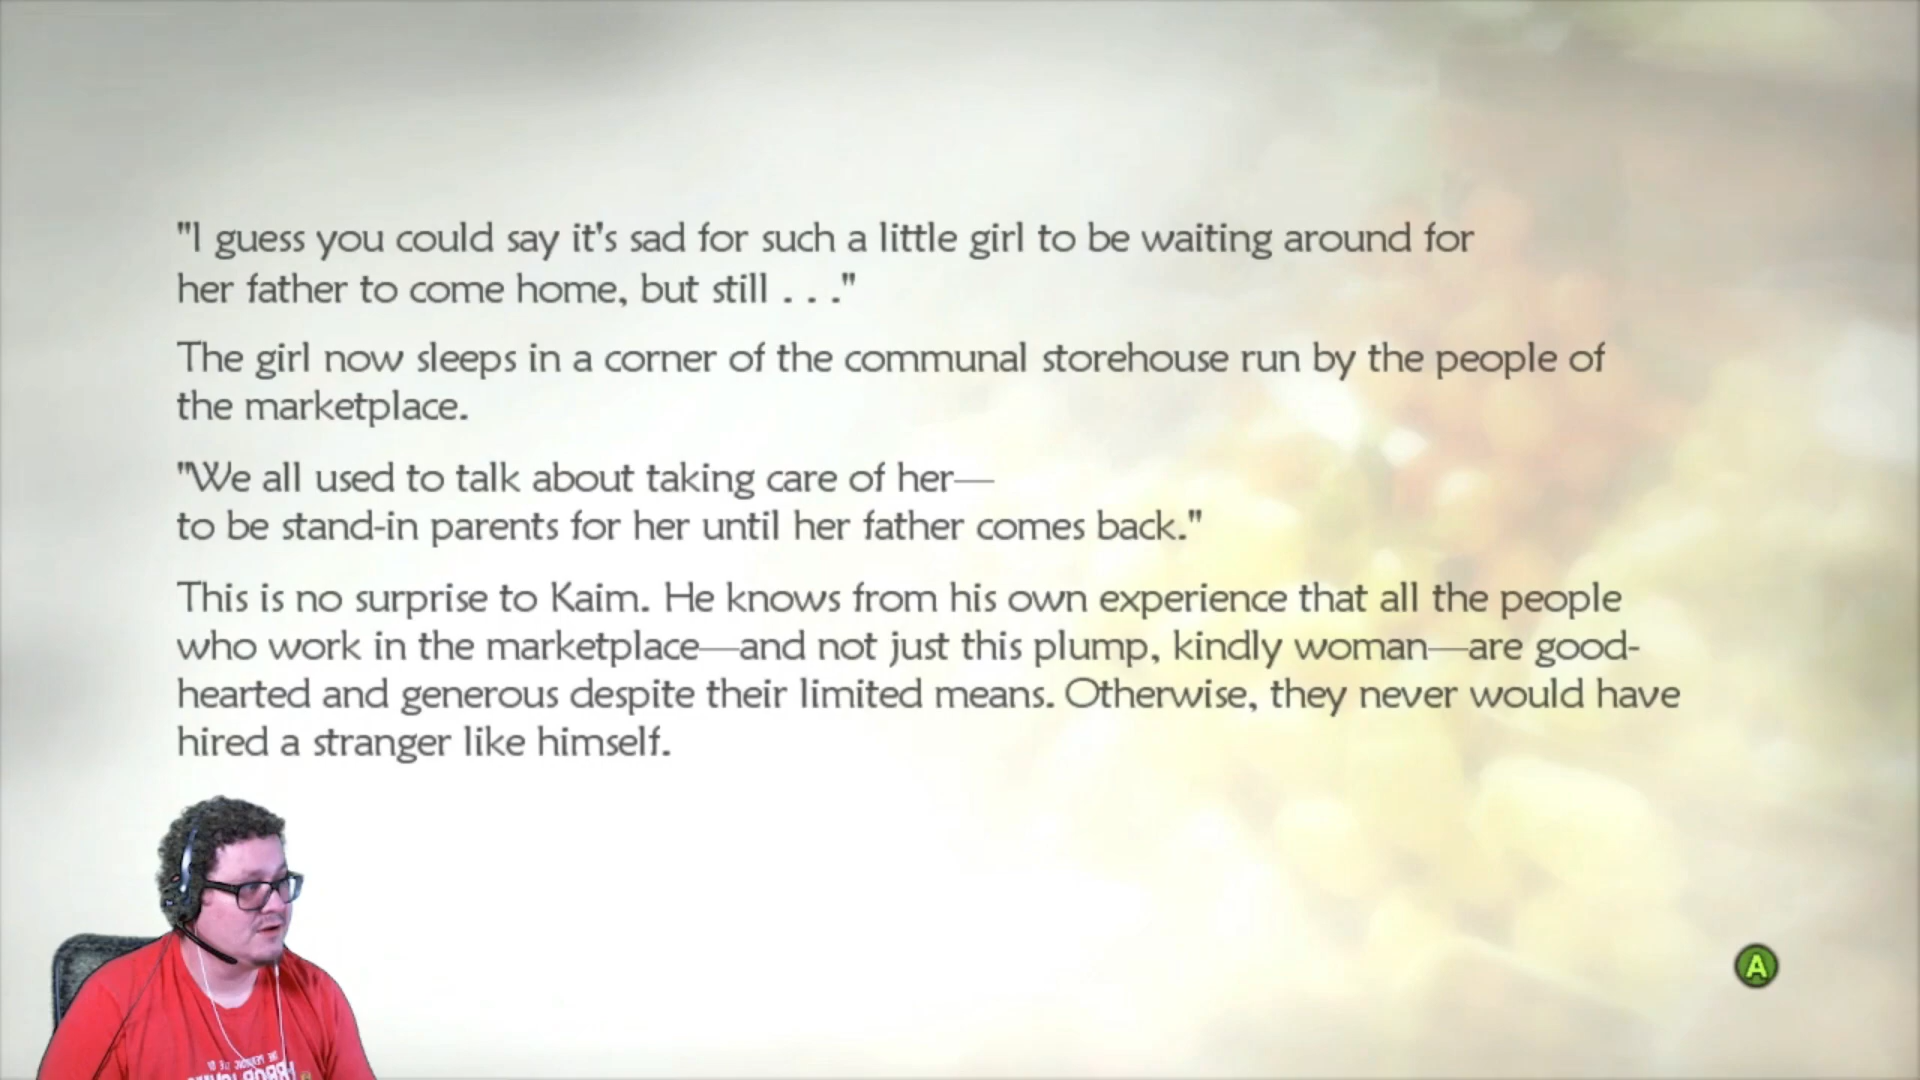 "I guess you could say it's sad for such a little girl to be waiting around for
her father to come home, but still . . ."
The girl now sleeps in a corner of the communal storehouse run by the people of
the marketplace.
"We all used to talk about taking care of her—
to be stand-in parents for her until her father comes back."
This is no surprise to Kaim. He knows from his own experience that all the people
who work in the marketplace—and not just this plump, kindly woman—are good-
hearted and generous despite their limited means. Otherwise, they never would have
hired a stranger like himself.
A